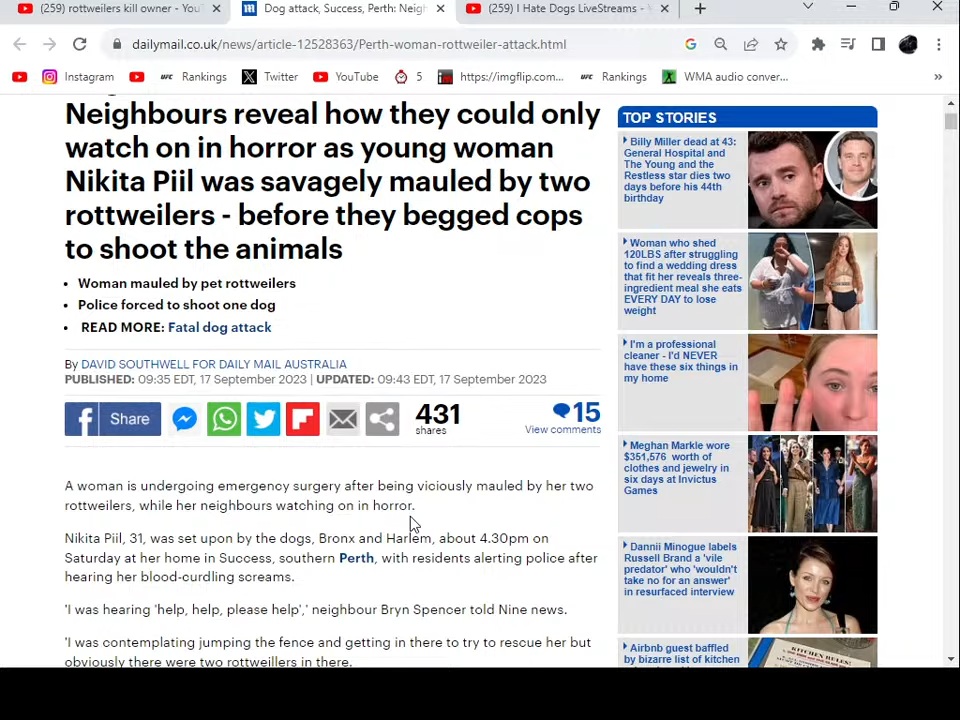 (259) rottweilers kill owner - You
Dog attack, Success, Perth: Neigh
(259) I Hate Dogs LiveStreams -
dailymail.co.uk/news/article-12528363/Perth-woman-rottweiler-attack.html
Instagram
UFC Rankings
Twitter
YouTube
5
https://imgflip.com...
UFC Rankings
WMA audio conver...
»
Neighbours reveal how they could only
watch on in horror as young woman
Nikita Piil was savagely mauled by two
rottweilers - before they begged cops
to shoot the animals
• Woman mauled by pet rottweilers
• Police forced to shoot one dog
• READ MORE: Fatal dog attack
By DAVID SOUTHWELL FOR DAILY MAIL AUSTRALIA
PUBLISHED: 09:35 EDT, 17 September 2023 | UPDATED: 09:43 EDT, 17 September 2023
Share
431
shares
15
View comments
A woman is undergoing emergency surgery after being viciously mauled by her two
rottweilers, while her neighbours watching on in horror.
Nikita Piil, 31, was set upon by the dogs, Bronx and Harlem, about 4.30pm on
Saturday at her home in Success, southern Perth, with residents alerting police after
hearing her blood-curdling screams.
'I was hearing 'help, help, please help',' neighbour Bryn Spencer told Nine news.
'I was contemplating jumping the fence and getting in there to try to rescue her but
obviously there were two rottweillers in there.
TOP STORIES
Billy Miller dead at 43:
General Hospital and
The Young and the
Restless star dies two
days before his 44th
birthday
Woman who shed
120LBS after struggling
to find a wedding dress
that fit her reveals three-
ingredient meal she eats
EVERY DAY to lose
weight
I'm a professional
cleaner - I'd NEVER
have these six things in
my home
Meghan Markle wore
$351,576 worth of
clothes and jewelry in
six days at Invictus
Games
Dannii Minogue labels
Russell Brand a 'vile
predator' who 'wouldn't
take no for an answer'
in resurfaced interview
Airbnb guest baffled
by bizarre list of kitchen
KITCHEN RULES!